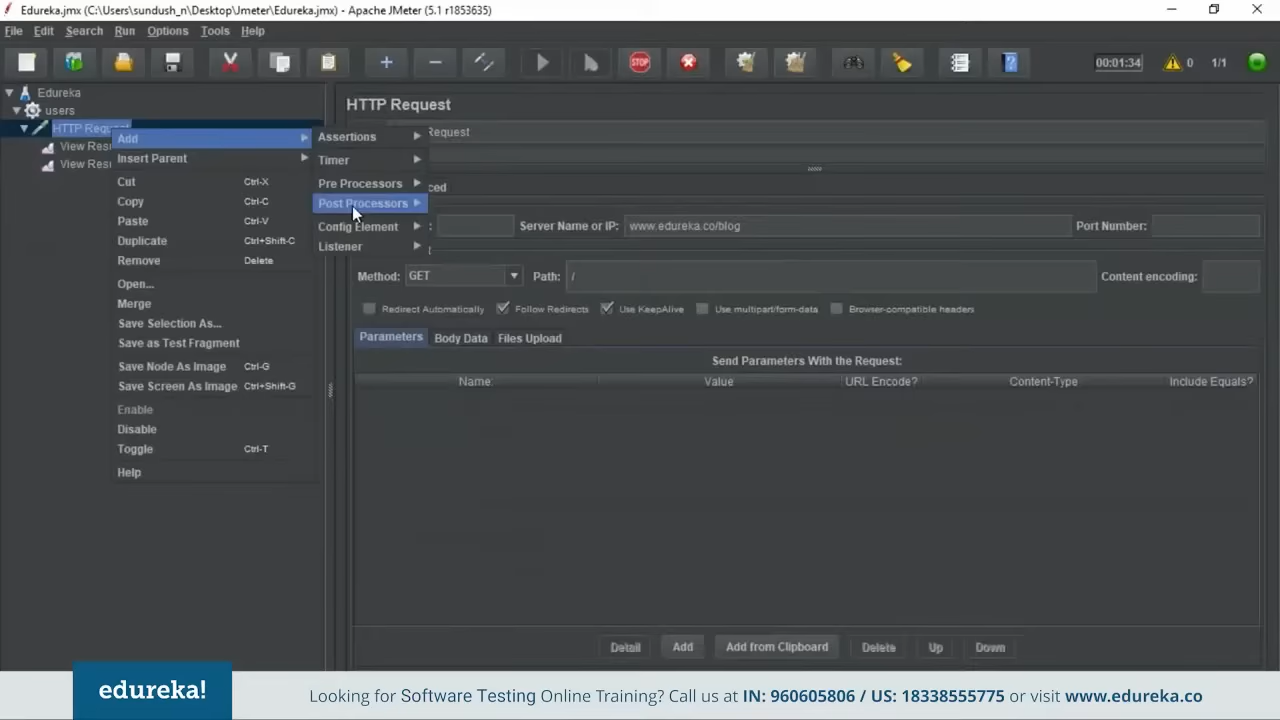 Edureka.jmx (C:\Users\sundush_n\Desktop\Jmeter\Edureka.jmx) - Apache JMeter (5.1 r1853635)
File Edit Search Run Options Tools Help
STOP 00:01:34 0 1/1
Edureka
users
HTTP Request
View Resu
View Resu
Add
Insert Parent
Cut Ctrl-X
Copy Ctrl-C
Paste Ctrl-V
Duplicate Ctrl+Shift-C
Remove Delete
Open...
Merge
Save Selection As...
Save as Test Fragment
Save Node As Image Ctrl-G
Save Screen As Image Ctrl+Shift-G
Enable
Disable
Toggle Ctrl-T
Help
Assertions
Timer
Pre Processors
Post Processors
Config Element
Listener
HTTP Request
Request
ced
: Server Name or IP: www.edureka.co/blog Port Number:
Method: GET Path: / Content encoding:
Redirect Automatically Follow Redirects Use KeepAlive Use multipart/form-data Browser-compatible headers
Parameters Body Data Files Upload
Send Parameters With the Request:
Name: Value URL Encode? Content-Type Include Equals?
Detail Add Add from Clipboard Delete Up Down
edureka!
Looking for Software Testing Online Training? Call us at IN: 960605806 / US: 18338555775 or visit www.edureka.co